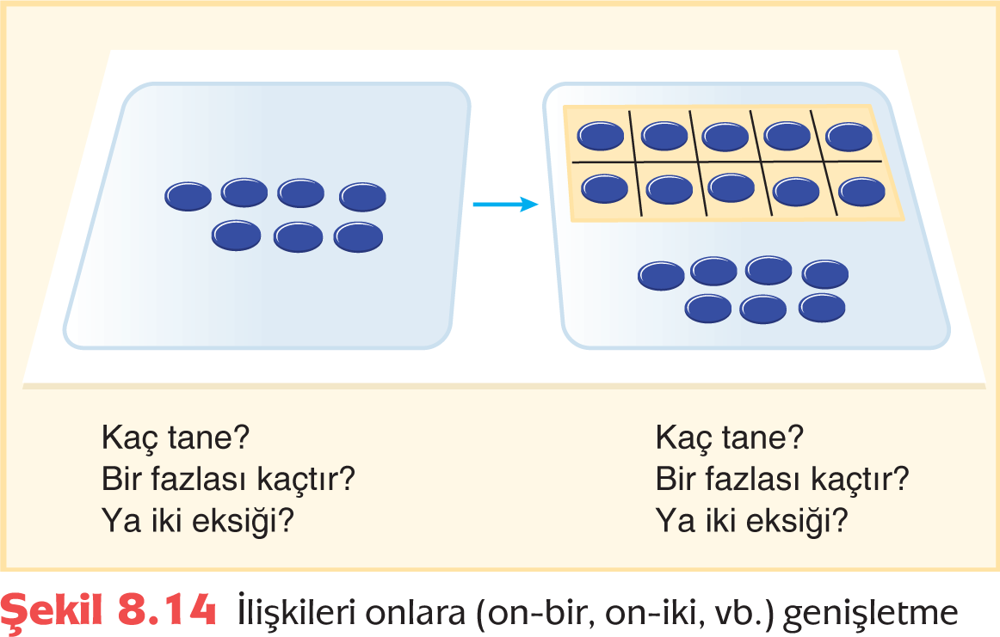 Kaç tane?
Bir fazlası kaçtır?
Ya iki eksiği?
Kaç tane?
Bir fazlası kaçtır?
Ya iki eksiği?
Şekil 8.14 İlişkileri onlara (on-bir, on-iki, vb.) genişletme